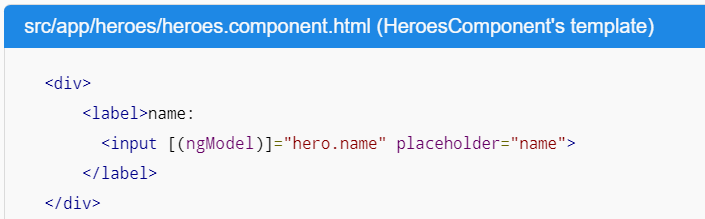 src/app/heroes/heroes.component.html (HeroesComponent's template)
<div>
<label>name:
<input [(ngModel)]="hero.name" placeholder="name">
</label>
</div>